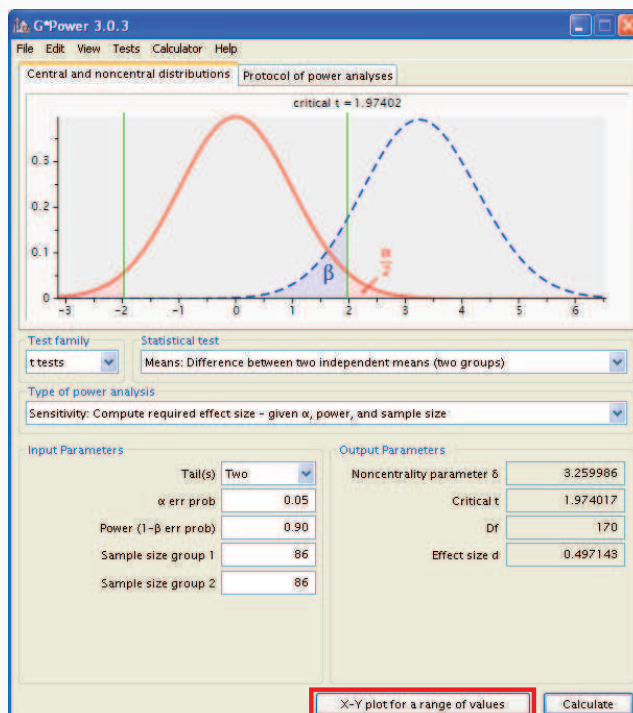 G*Power 3.0.3
File Edit View Tests Calculator Help
Central and noncentral distributions Protocol of power analyses
critical t = 1.97402
0.3
0.2
0.1
0
β
α/2
-3 -2 -1 0 1 2 3 4 5 6
Test family Statistical test
t tests Means: Difference between two independent means (two groups)
Type of power analysis
Sensitivity: Compute required effect size - given α, power, and sample size
Input Parameters Output Parameters
Tail(s) Two Noncentrality parameter δ 3.259986
α err prob 0.05 Critical t 1.974017
Power (1-β err prob) 0.90 Df 170
Sample size group 1 86 Effect size d 0.497143
Sample size group 2 86
X-Y plot for a range of values Calculate